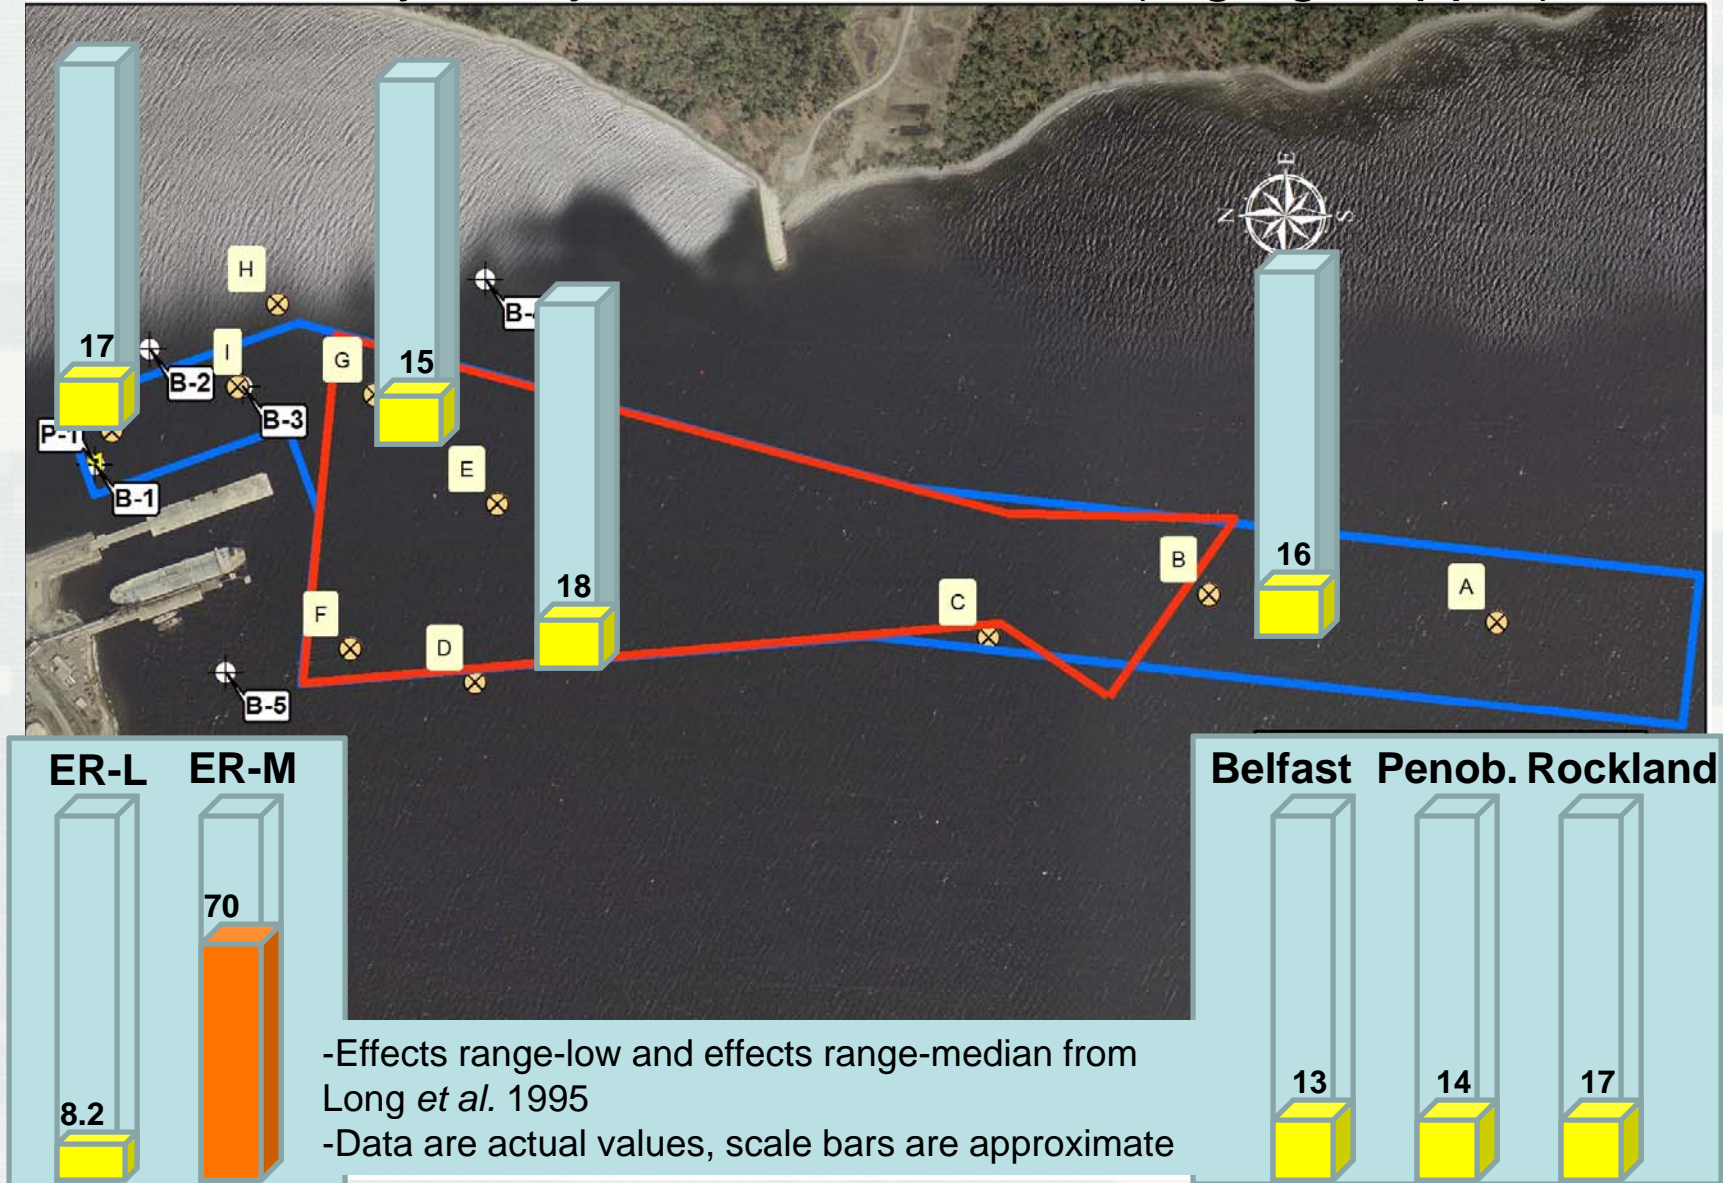 E
N
S
H
17
B-2
I
G
15
B-3
P-1
B-1
E
18
16
B
A
C
F
D
B-5
ER-L ER-M
70
8.2
Belfast Penob. Rockland
13 14 17
-Effects range-low and effects range-median from
Long et al. 1995
-Data are actual values, scale bars are approximate